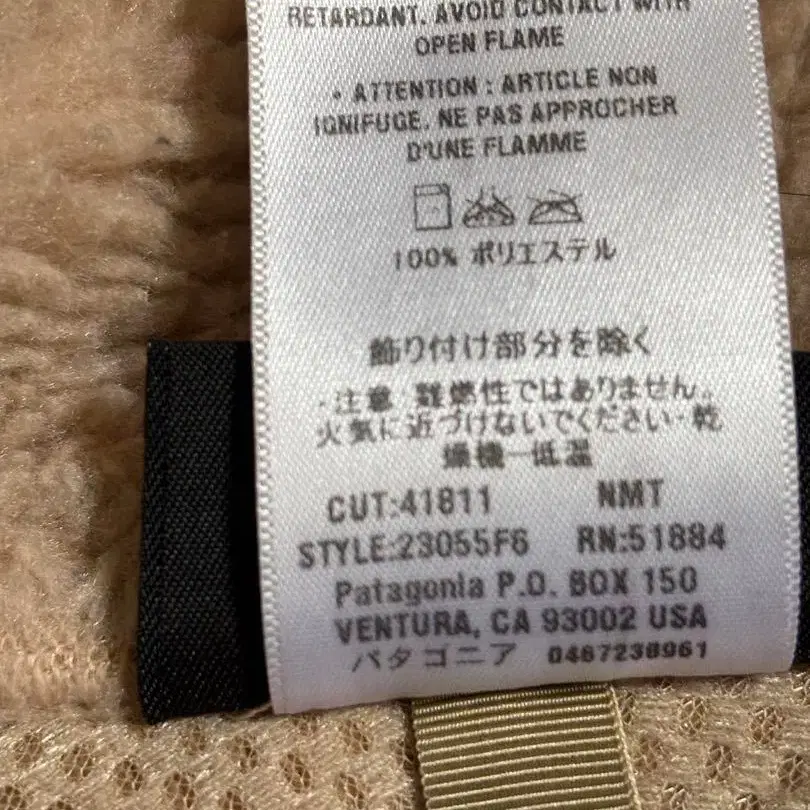 RETARDANT. AVOID CONTACT WITH
OPEN FLAME
• ATTENTION : ARTICLE NON
IGNIFUGE. NE PAS APPROCHER
D'UNE FLAMME
100% ポリエステル
飾り付け部分を除く
・注意 難燃性ではありません。
火気に近づけないでください・乾
燥機一低温
CUT:41811 NMT
STYLE:23055F6 RN:51884
Patagonia P.O. BOX 150
VENTURA, CA 93002 USA
パタゴニア 0467238961